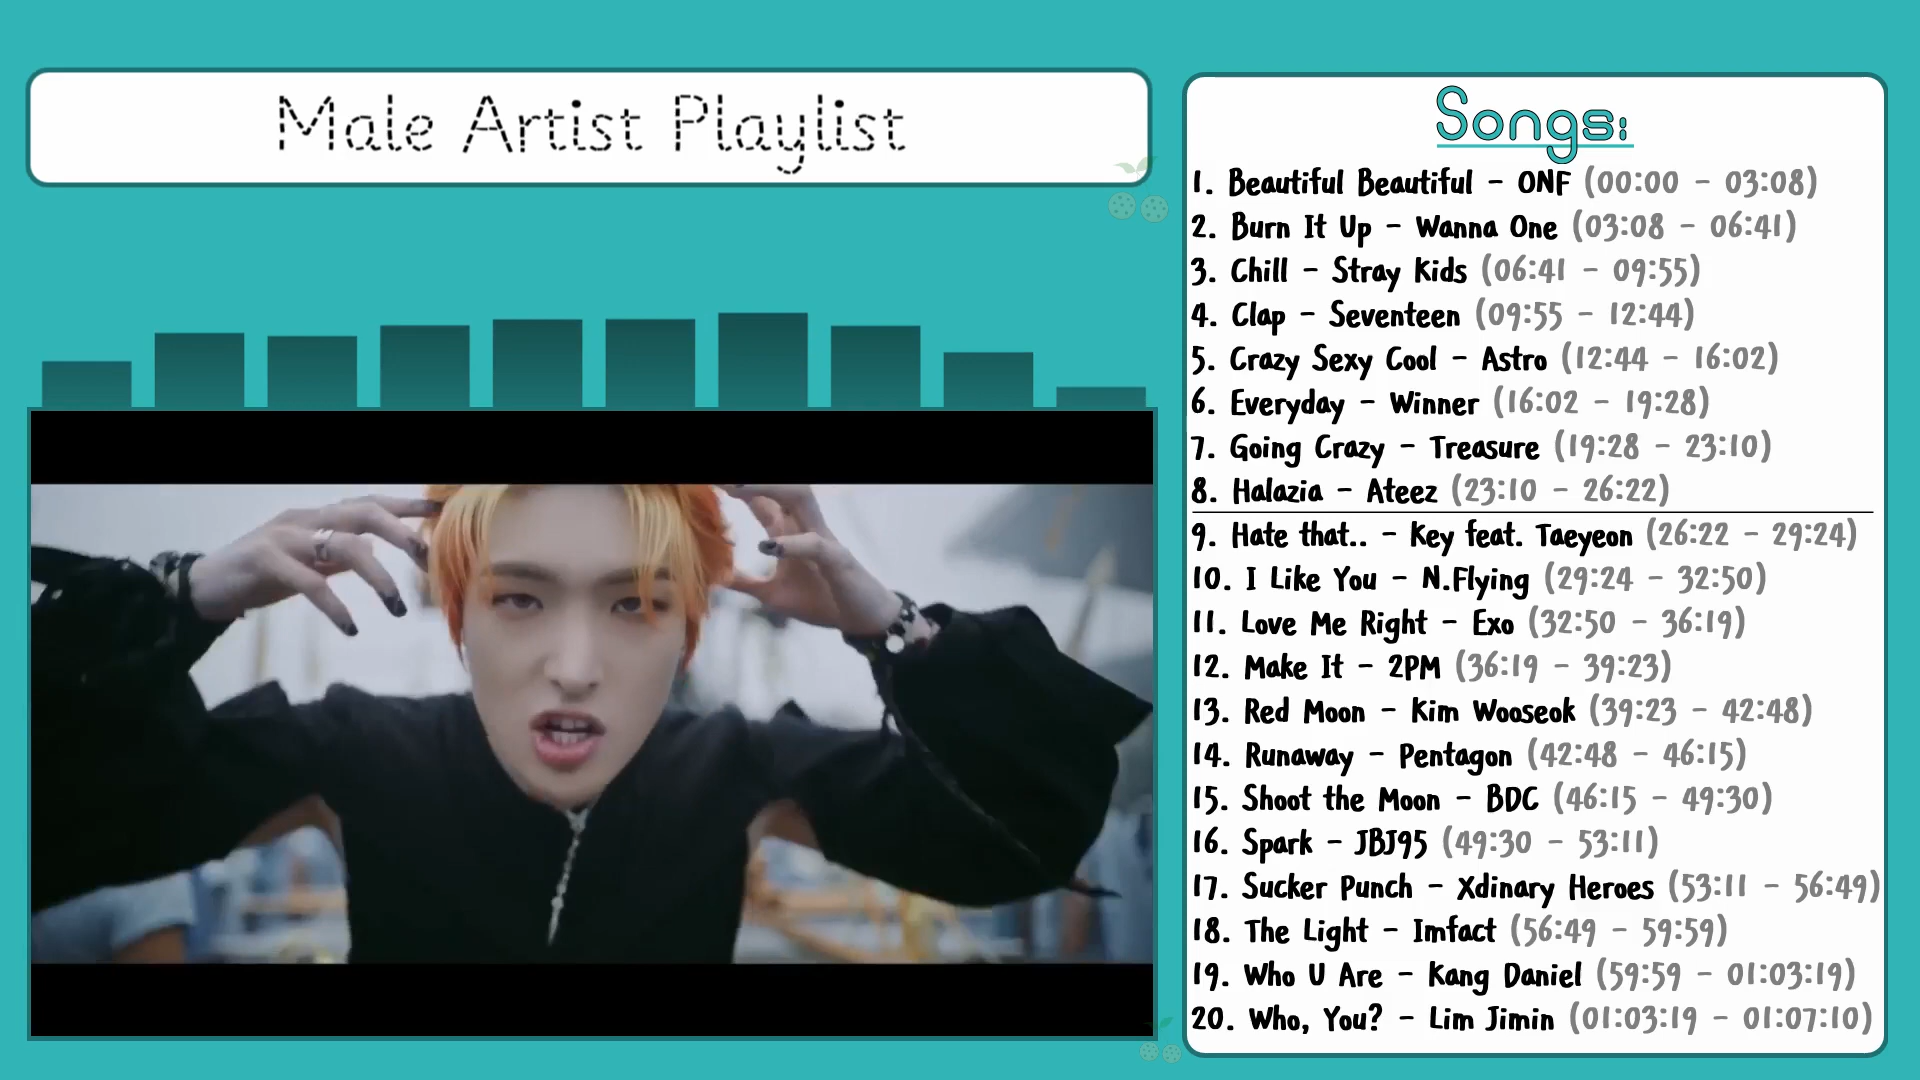 Male Artist Playlist
Songs:
1. Beautiful Beautiful - ONF (00:00 - 03:08)
2. Burn It Up - Wanna One (03:08 - 06:41)
3. Chill - Stray Kids (06:41 - 09:55)
4. Clap - Seventeen (09:55 - 12:44)
5. Crazy Sexy Cool - Astro (12:44 - 16:02)
6. Everyday - Winner (16:02 - 19:28)
7. Going Crazy - Treasure (19:28 - 23:10)
8. Halazia - Ateez (23:10 - 26:22)
9. Hate that.. - Key feat. Taeyeon (26:22 - 29:24)
10. I Like You - N.Flying (29:24 - 32:50)
11. Love Me Right - Exo (32:50 - 36:19)
12. Make It - 2PM (36:19 - 39:23)
13. Red Moon - Kim Wooseok (39:23 - 42:48)
14. Runaway - Pentagon (42:48 - 46:15)
15. Shoot the Moon - BDC (46:15 - 49:30)
16. Spark - JBJ95 (49:30 - 53:11)
17. Sucker Punch - Xdinary Heroes (53:11 - 56:49)
18. The Light - Imfact (56:49 - 59:59)
19. Who U Are - Kang Daniel (59:59 - 01:03:19)
20. Who, You? - Lim Jimin (01:03:19 - 01:07:10)